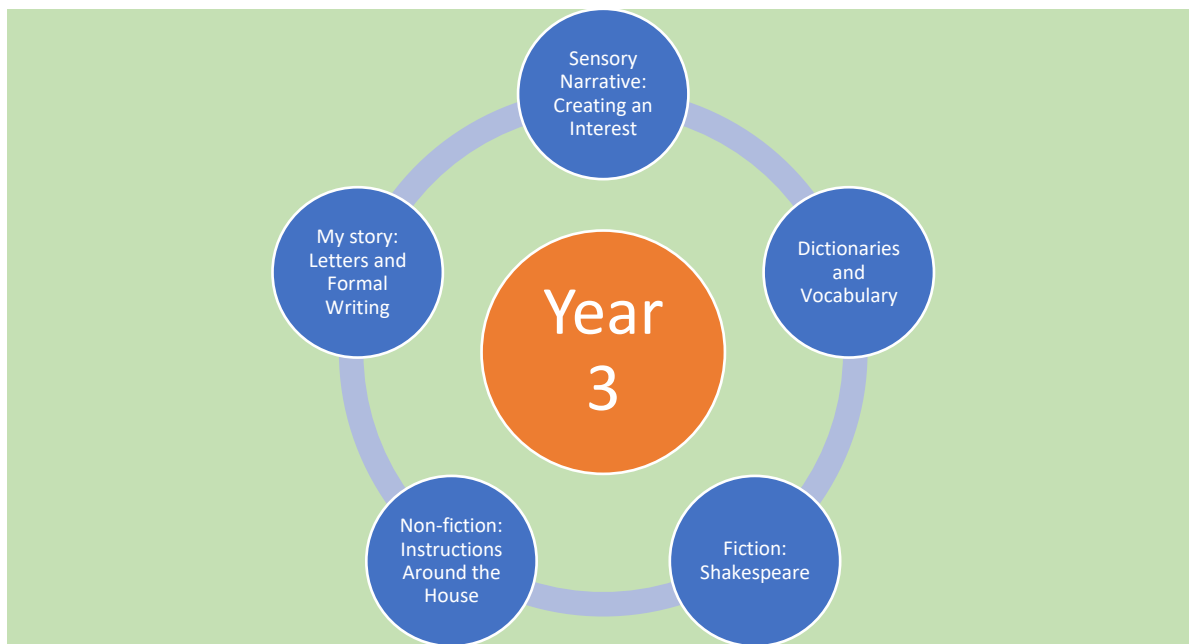 Sensory
Narrative:
Creating an
Interest
Dictionaries
and
Vocabulary
Fiction:
Shakespeare
Non-fiction:
Instructions
Around the
House
My story:
Letters and
Formal
Writing
Year
3